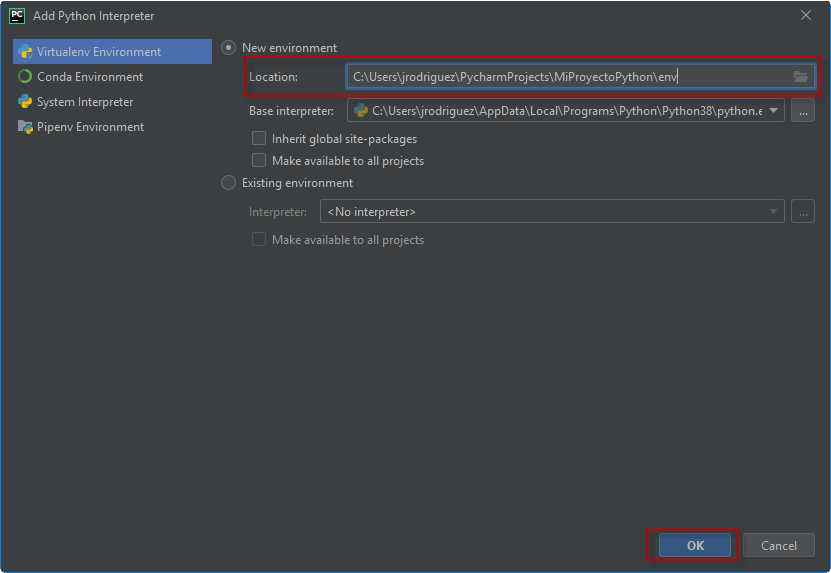 PC Add Python Interpreter
Virtualenv Environment
Conda Environment
System Interpreter
Pipenv Environment
New environment
Location: C:\Users\jrodriguez\PycharmProjects\MiProyectoPython\env
Base interpreter: C:\Users\jrodriguez\AppData\Local\Programs\Python\Python38\python.e ...
Inherit global site-packages
Make available to all projects
Existing environment
Interpreter: <No interpreter> ...
Make available to all projects
OK Cancel